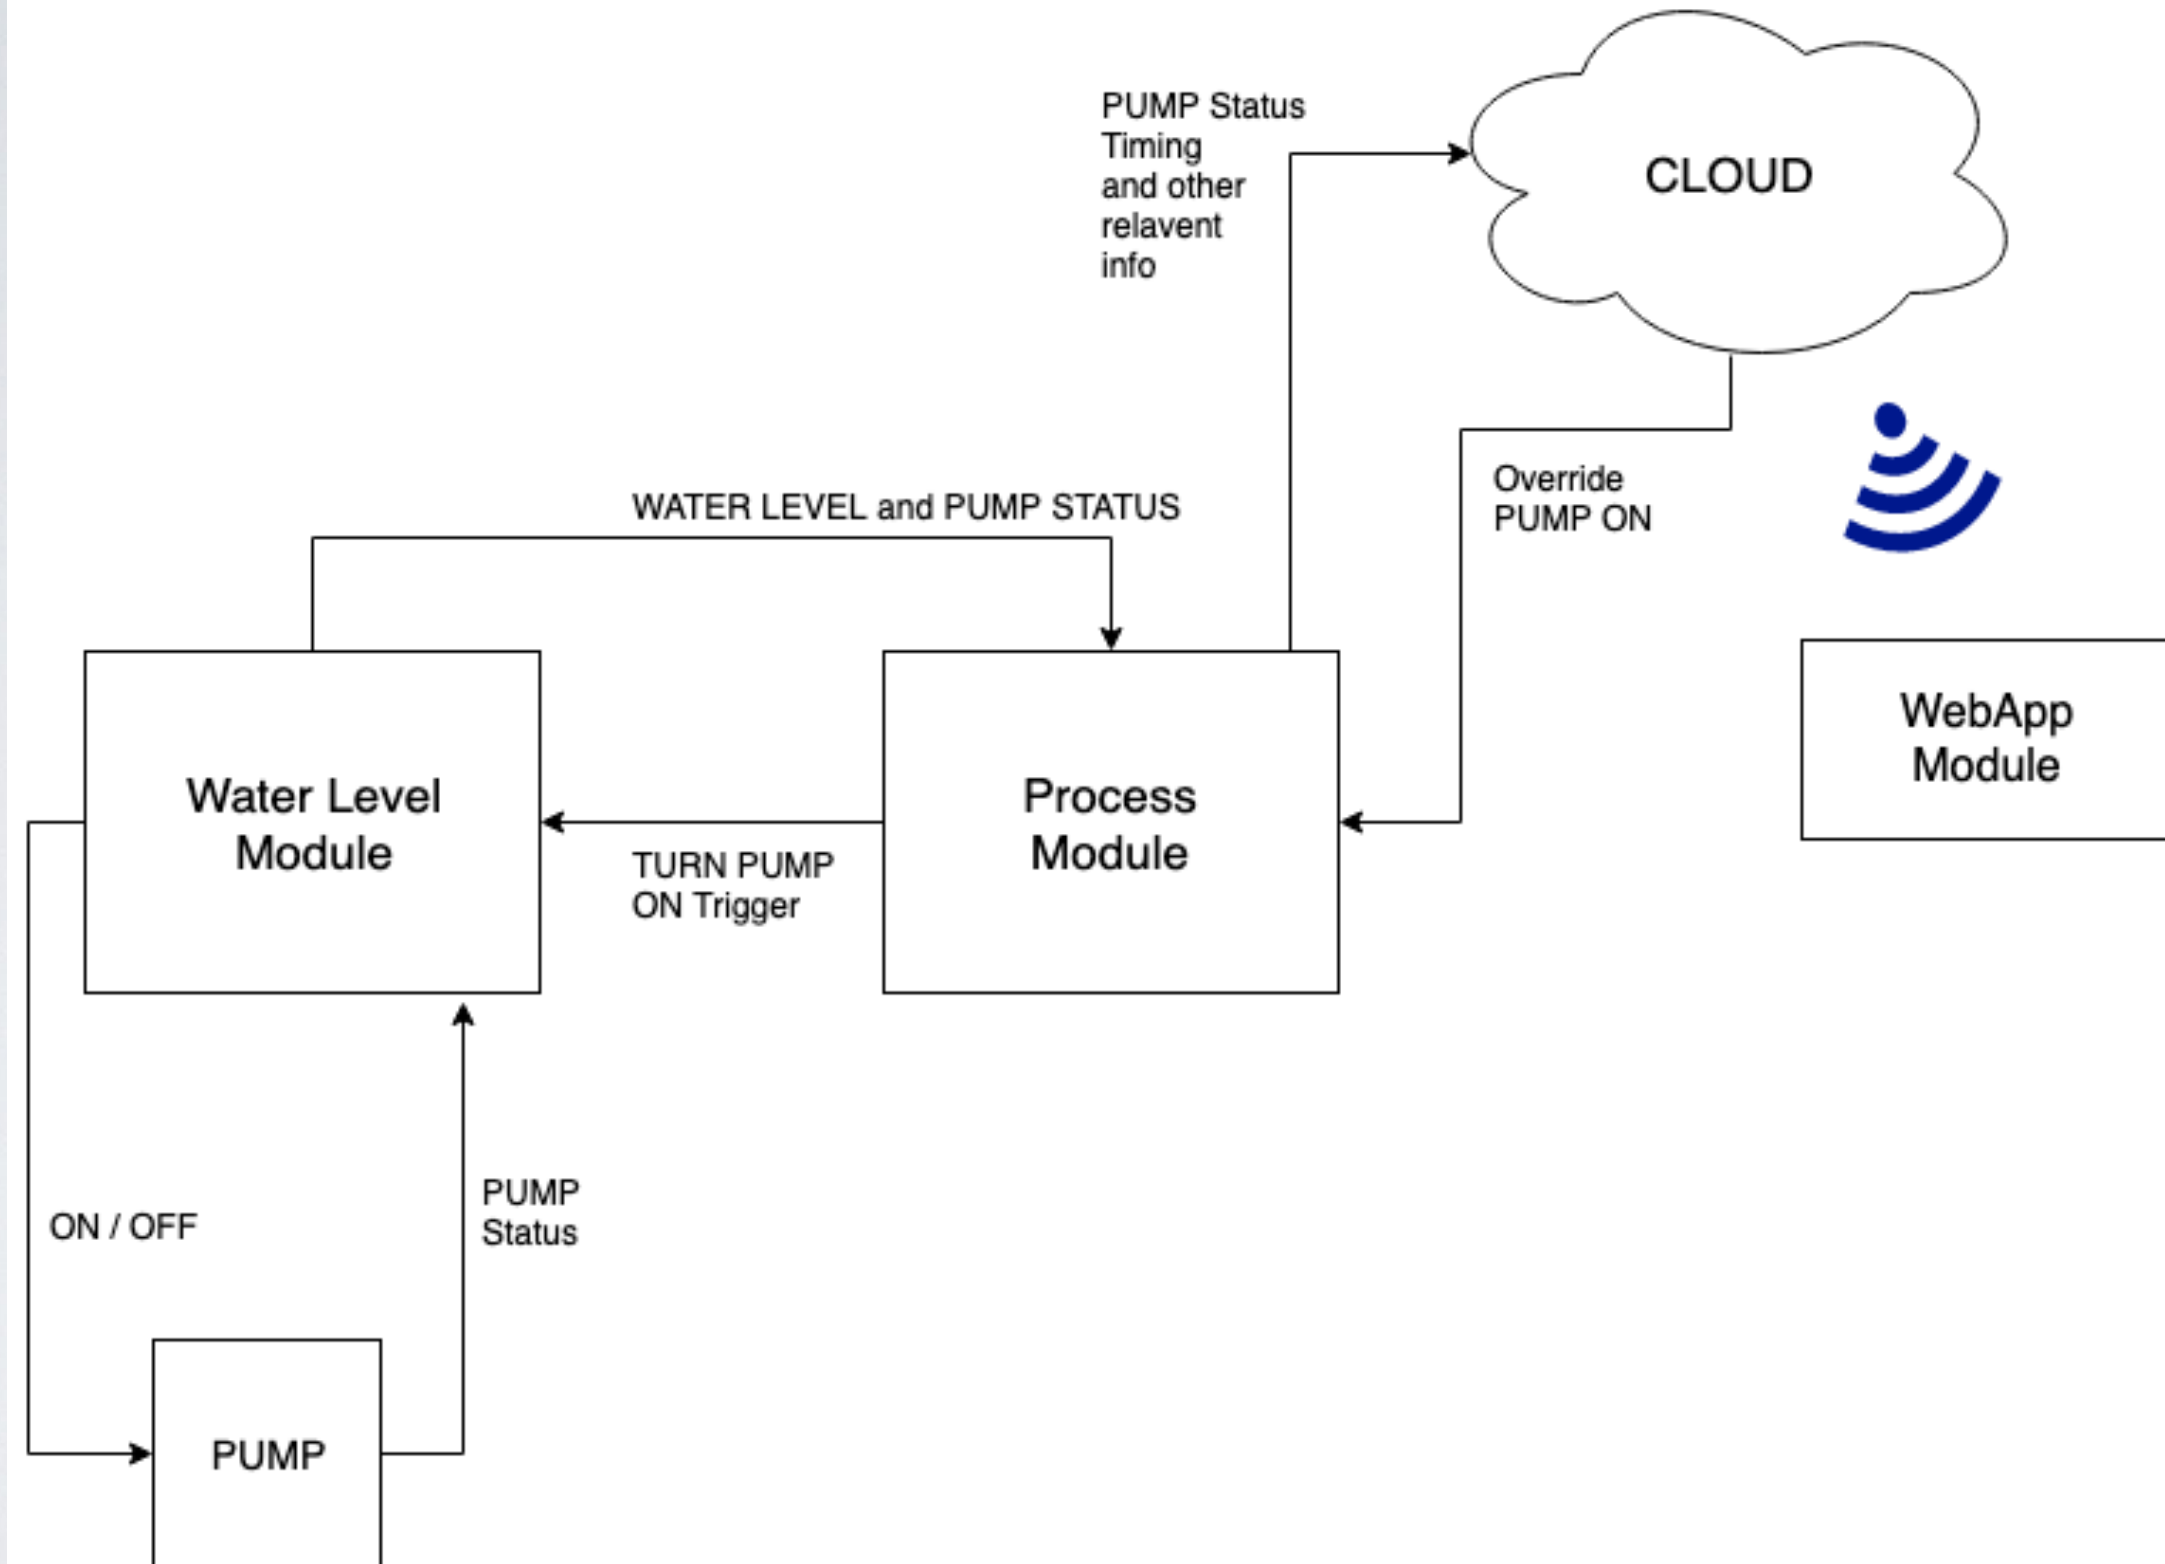 PUMP Status
Timing
and other
relavent
info
CLOUD
Override
PUMP ON
WATER LEVEL and PUMP STATUS
Water Level
Module
TURN PUMP
ON Trigger
Process
Module
WebApp
Module
ON / OFF
PUMP
Status
PUMP